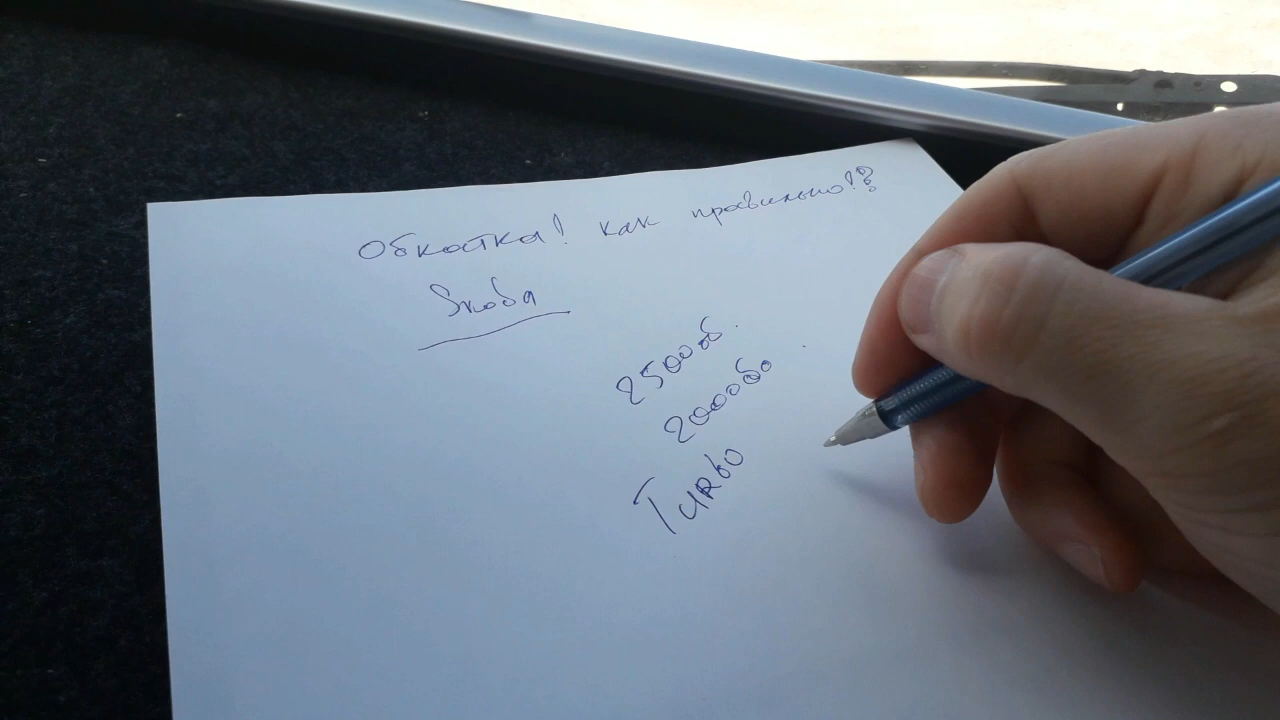 Обкатка! как правильно!?
Skoda
2500об.
2000об
Turbo